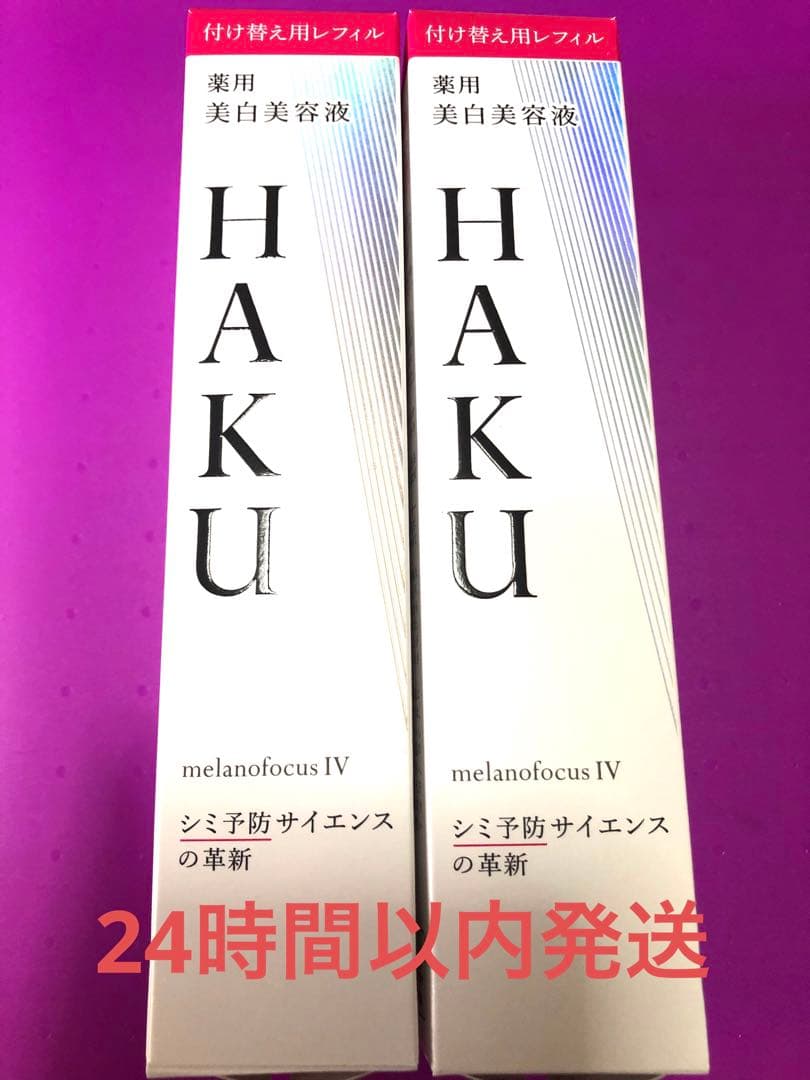 付け替え用レフィル
薬用
美白美容液
HAKU
melanofocus IV
シミ予防サイエンス
の革新
付け替え用レフィル
薬用
美白美容液
HAKU
melanofocus IV
シミ予防サイエンス
の革新
24時間以内発送